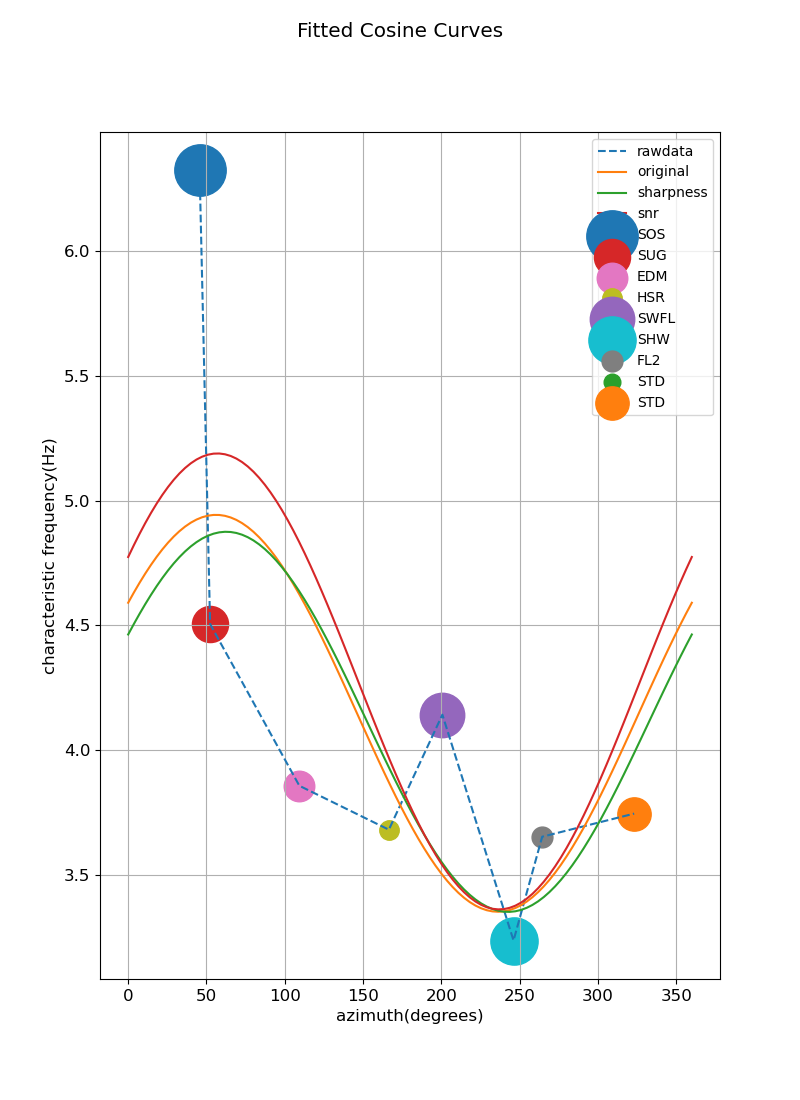 Fitted Cosine Curves
rawdata
original
sharpness
snr
SOS
SUG
EDM
HSR
SWFL
SHW
FL2
STD
STD
characteristic frequency(Hz)
6.0
5.5
5.0
4.5
4.0
3.5
0 50 100 150 200 250 300 350
azimuth(degrees)